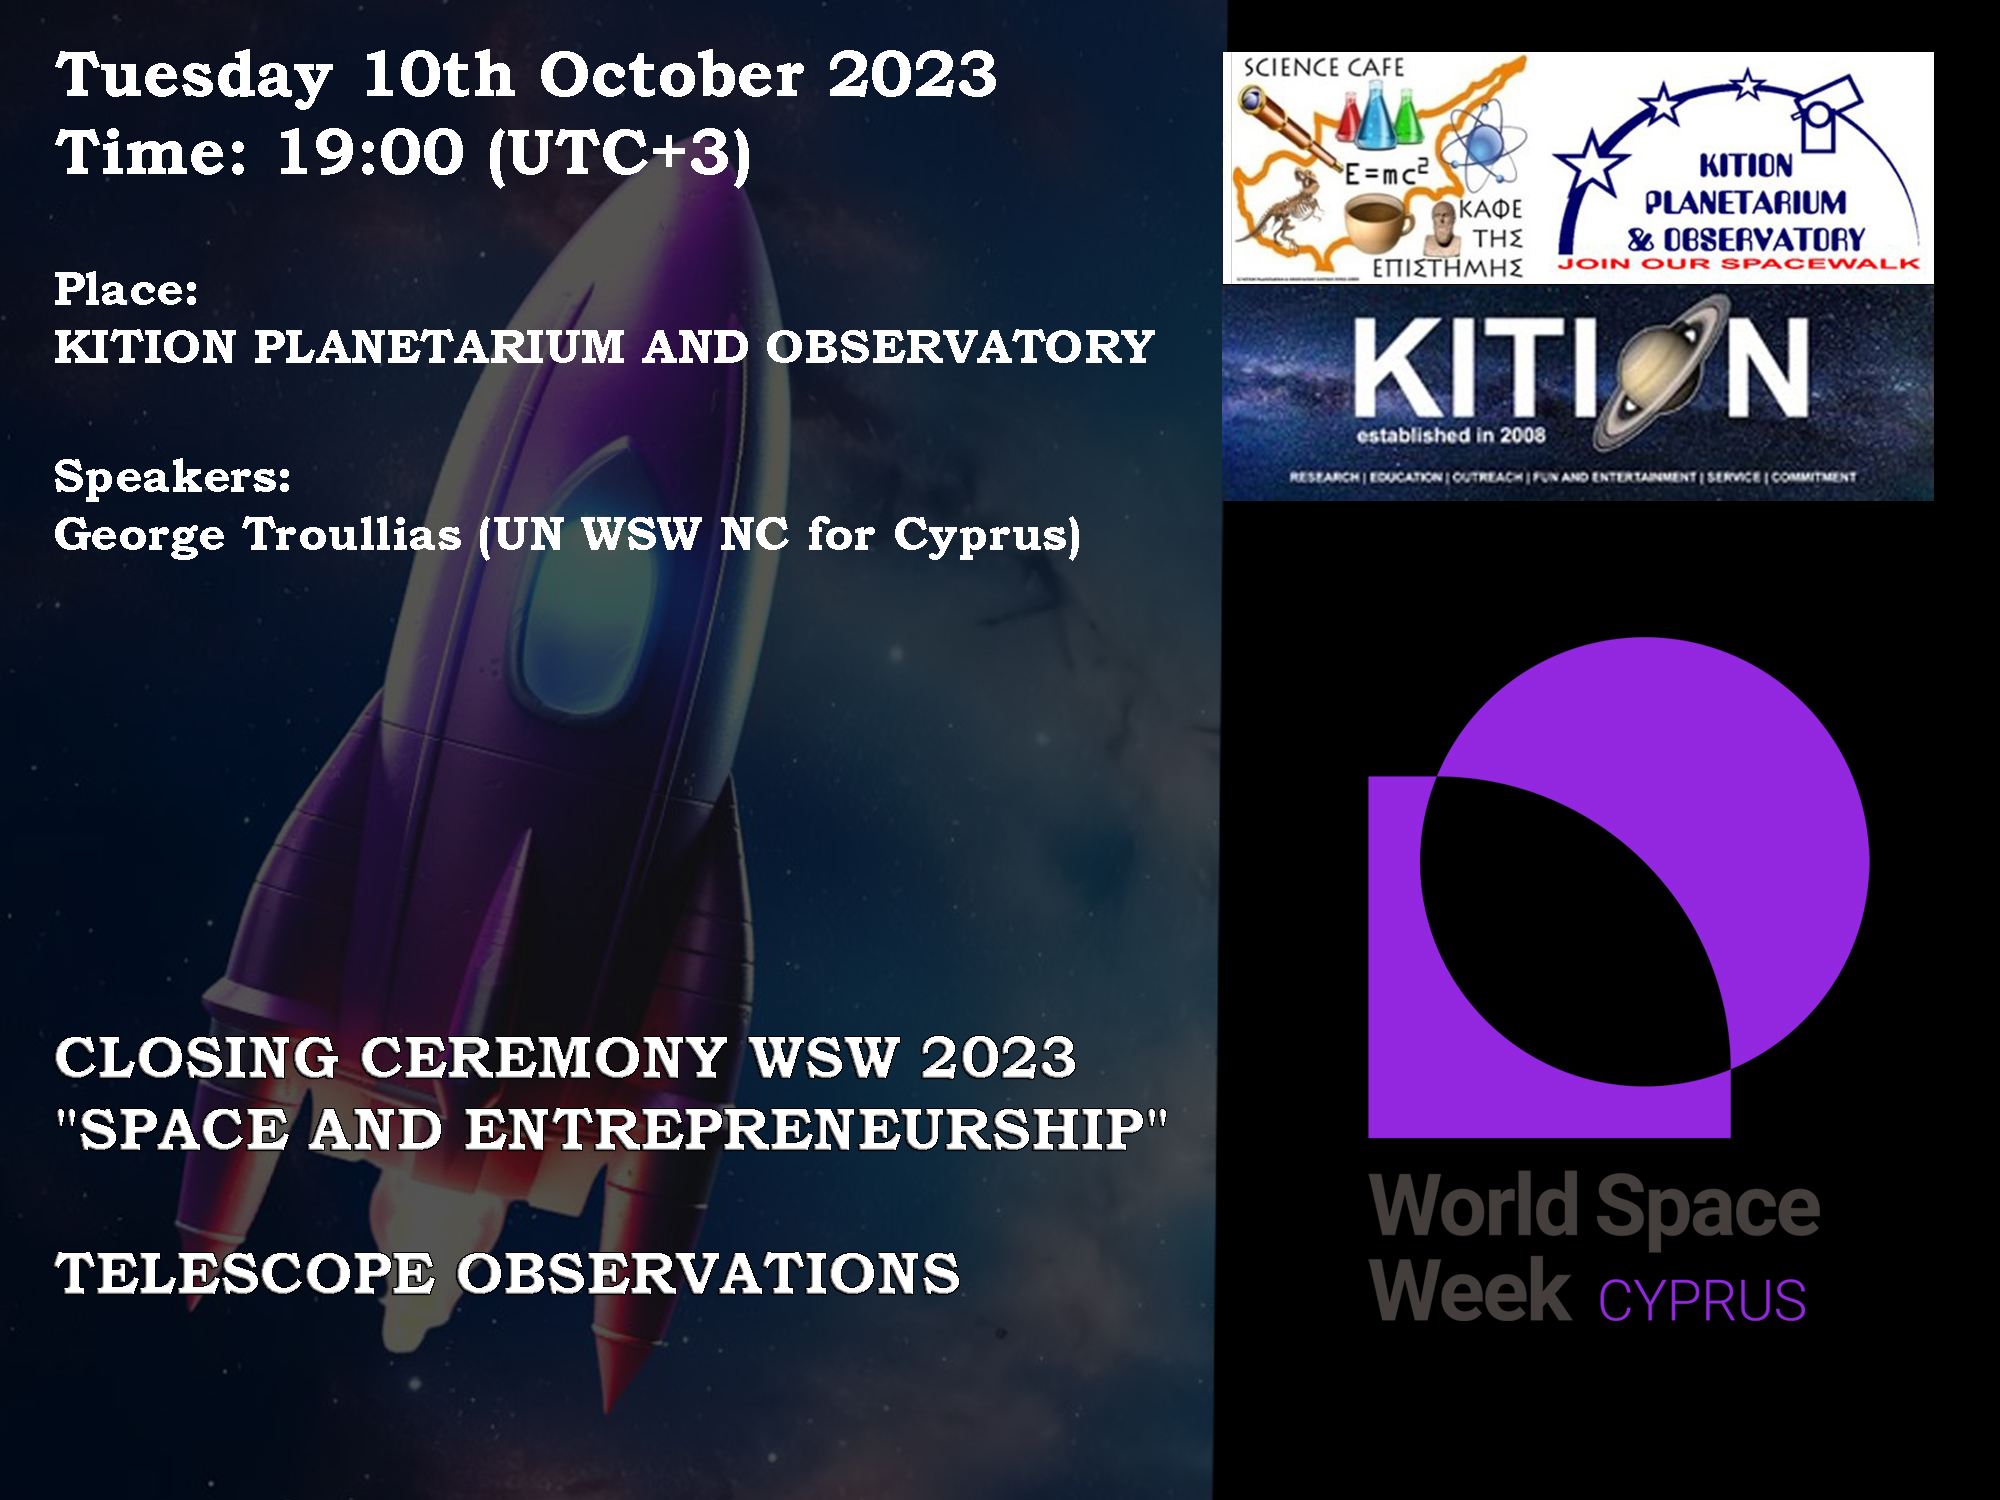 Tuesday 10th October 2023
Time: 19:00 (UTC+3)
Place:
KITION PLANETARIUM AND OBSERVATORY
Speakers:
George Troullias (UN WSW NC for Cyprus)
CLOSING CEREMONY WSW 2023
"SPACE AND ENTREPRENEURSHIP"
TELESCOPE OBSERVATIONS
SCIENCE CAFE
E=mc²
ΚΑΦΕ
ΤΗΣ
ΕΠΙΣΤΗΜΗΣ
KITION
PLANETARIUM
& OBSERVATORY
JOIN OUR SPACEWALK
KITION
established in 2008
RESEARCH | EDUCATION | OUTREACH | FUN AND ENTERTAINMENT | SERVICE | COMMITMENT
World Space
Week CYPRUS